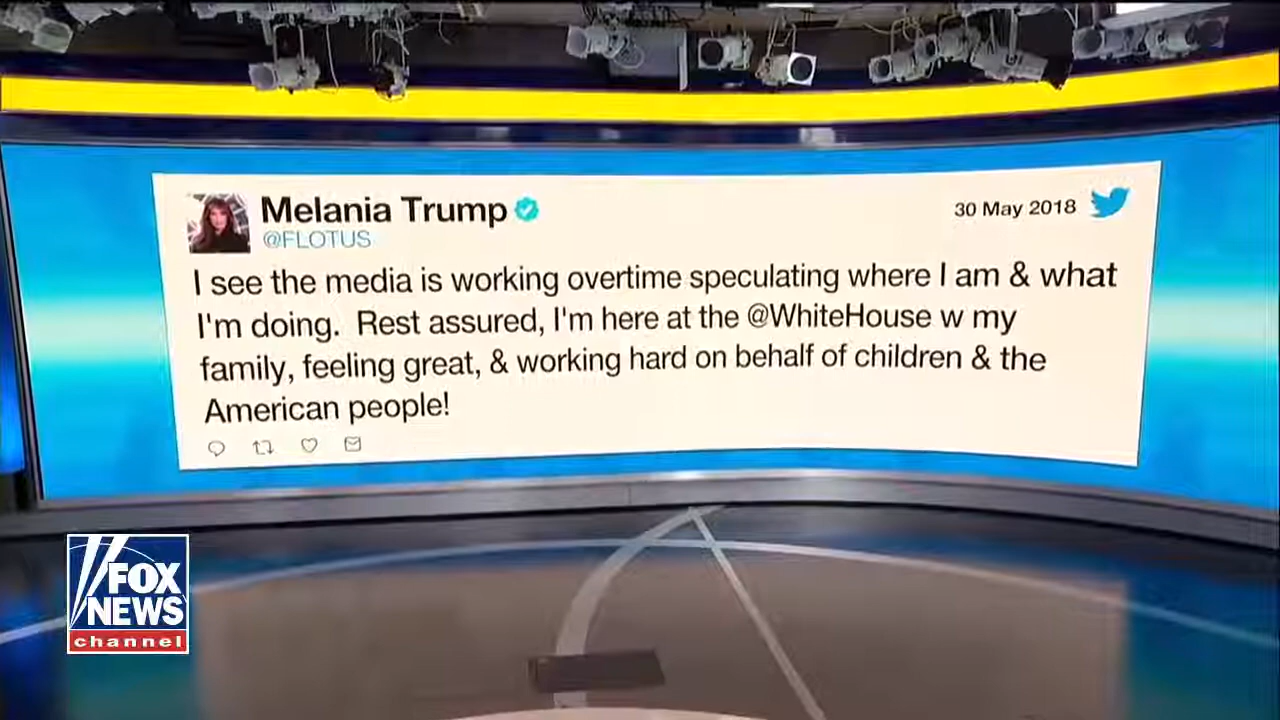 Melania Trump
@FLOTUS
30 May 2018
I see the media is working overtime speculating where I am & what
I'm doing. Rest assured, I'm here at the @WhiteHouse w my
family, feeling great, & working hard on behalf of children & the
American people!
FOX
NEWS
channel